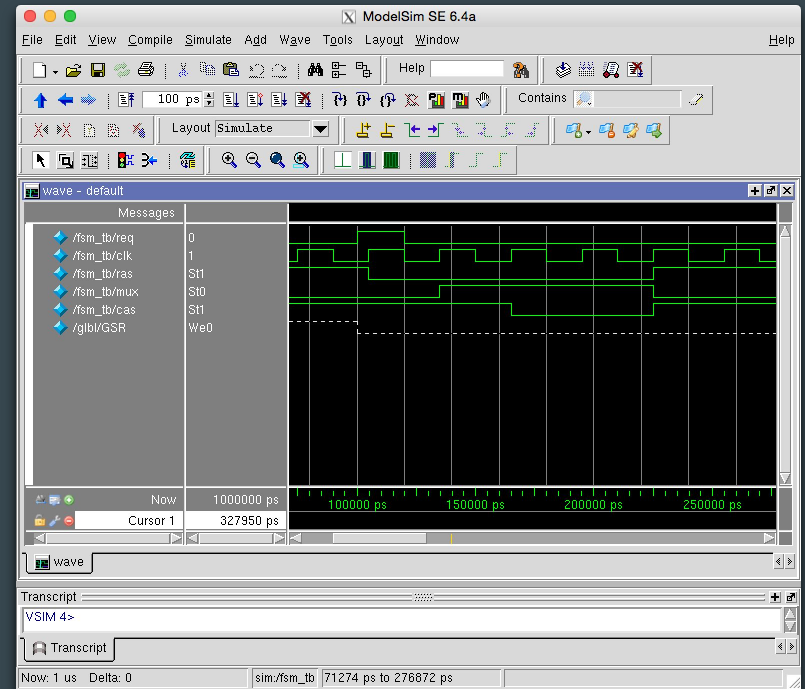 ModelSim SE 6.4a
File Edit View Compile Simulate Add Wave Tools Layout Window Help
Help
100 ps Contains
Layout Simulate
wave - default
Messages
/fsm_tb/req 0
/fsm_tb/clk 1
/fsm_tb/ras St1
/fsm_tb/mux St0
/fsm_tb/cas St1
/glbl/GSR We0
Now 1000000 ps 100000 ps 150000 ps 200000 ps 250000 ps
Cursor 1 327950 ps
wave
Transcript
VSIM 4>
Transcript
Now: 1 us Delta: 0 sim:/fsm_tb 71274 ps to 276872 ps